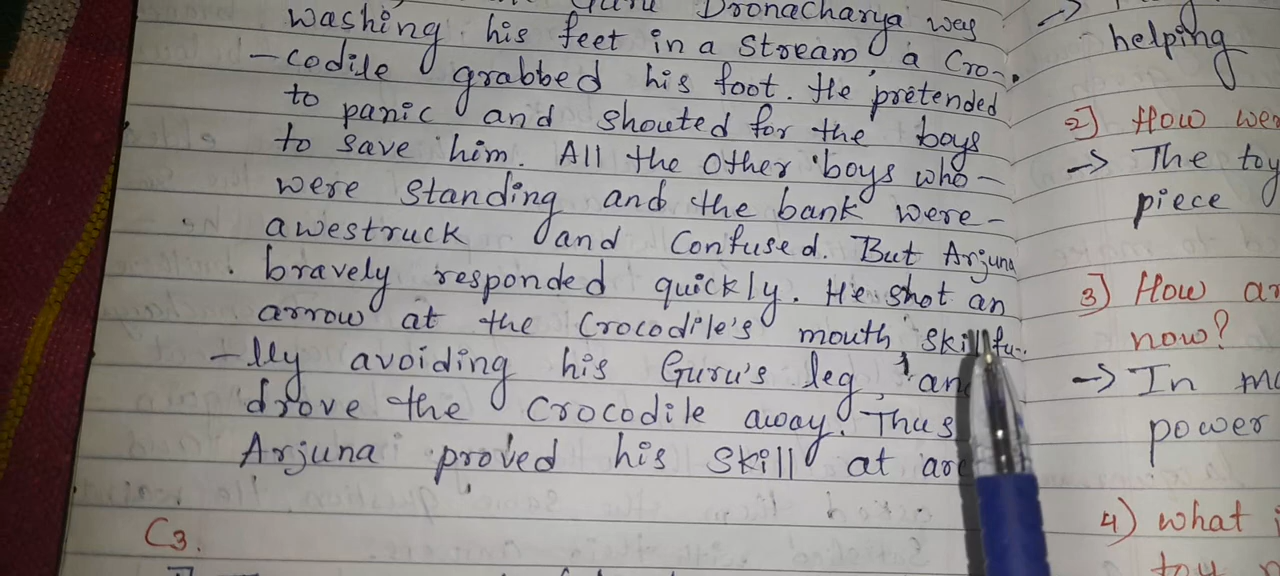 Guru Dronacharya was
washing his feet in a stream, a Cro-
-codile grabbed his foot. He pretended
to panic and shouted for the boys
to save him. All the other boys who-
were standing and the bank were-
awestruck and confused. But Arjuna
bravely responded quickly. He shot an
arrow at the Crocodile's mouth skillfu-
-lly avoiding his Guru's leg, and
drove the crocodile away. Thus
Arjuna proved his skill at
C3.
helping
2] How
-> The
piece
3] How
now?
-> In
power
4) what
toy